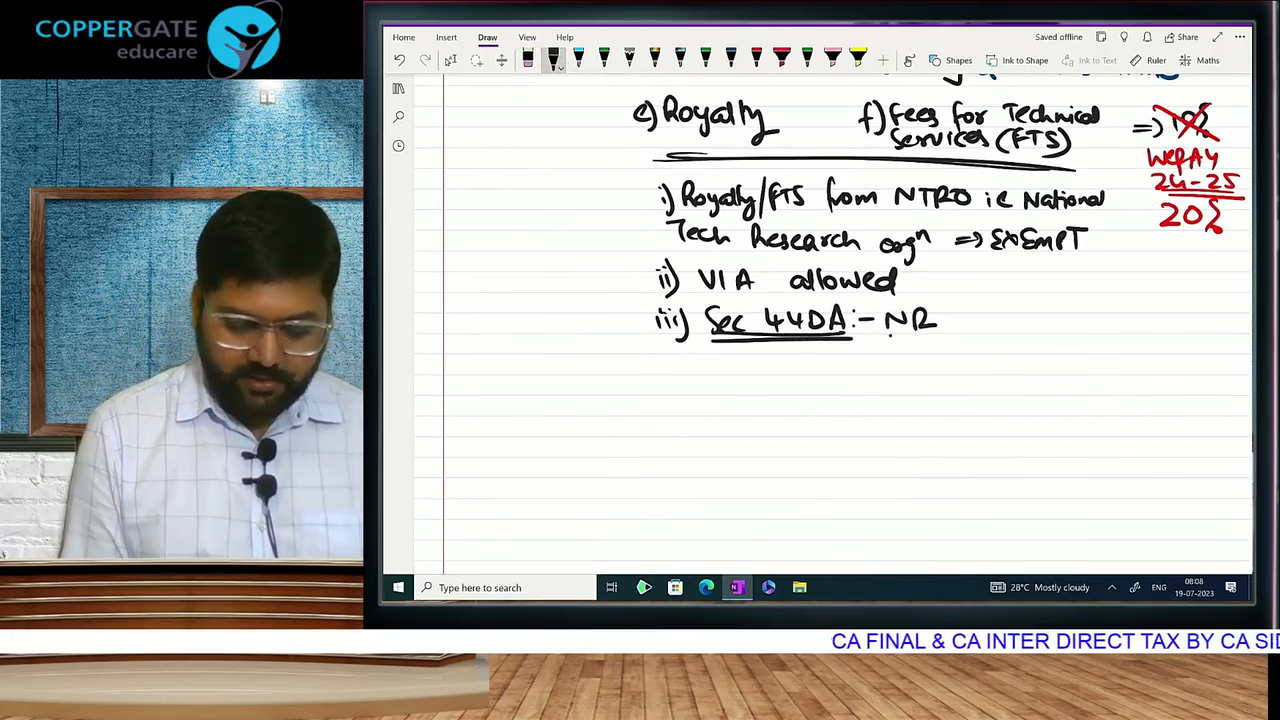 COPPERGATE
educare
Home Insert Draw View Help
Saved offline
Share
Shapes
Ink to Shape
Ink to Text
Ruler
Maths
e) Royalty
f) Fees for Technical
Services (FTS)
=> 10%
wef AY
24-25
20%
i) Royalty/FTS from NTRO ie National
Tech Research orgn => EXEMPT
ii) VIA allowed
iii) Sec 44DA:- NR
Type here to search
28°C Mostly cloudy
ENG
08:08
19-07-2023
CA FINAL & CA INTER DIRECT TAX BY CA